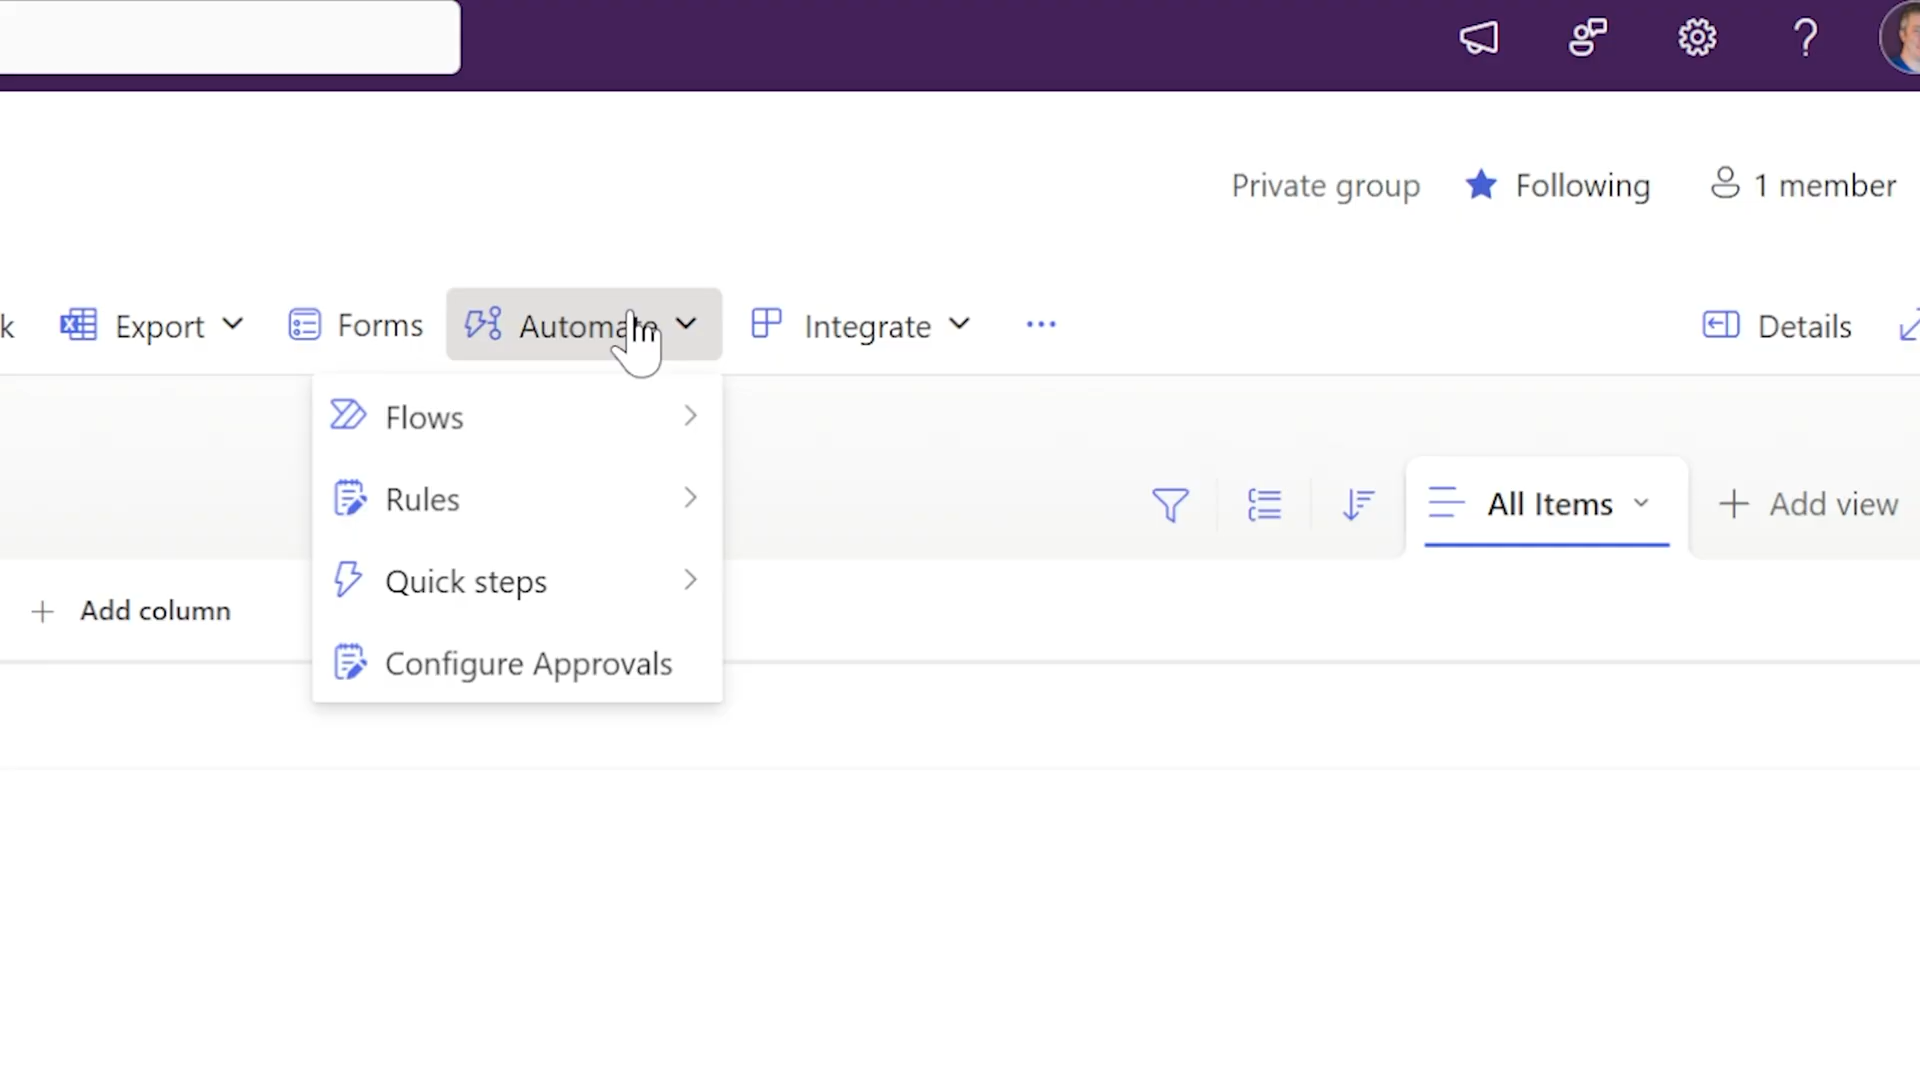 Private group Following 1 member
k Export Forms Automate Integrate ... Details
Flows
Rules
All Items Add view
Quick steps
Add column
Configure Approvals